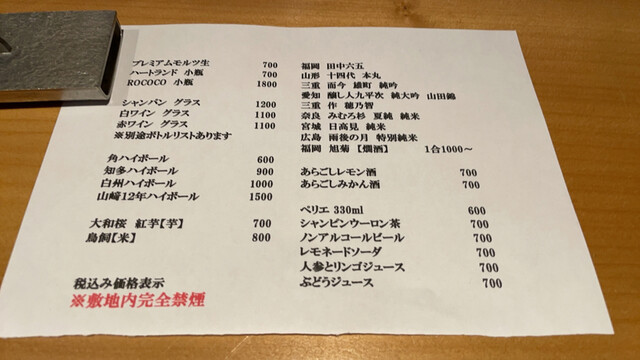 プレミアムモルツ生 700
ハートランド 小瓶 700
ROCOCO 小瓶 1800
シャンパン グラス 1200
白ワイン グラス 1100
赤ワイン グラス 1100
※別途ボトルリストあります
角ハイボール 600
知多ハイボール 900
白州ハイボール 1000
山崎12年ハイボール 1500
大和桜 紅芋【芋】 700
鳥飼【米】 800
税込み価格表示
※敷地内完全禁煙
福岡 田中六五
山形 十四代 本丸
三重 而今 雄町 純吟
愛知 醸し人九平次 純大吟 山田錦
三重 作 穂乃智
奈良 みむろ杉 夏純 純米
宮城 日高見 純米
広島 雨後の月 特別純米
福岡 旭菊 【燗酒】 1合1000～
あらごしレモン酒 700
あらごしみかん酒 700
ペリエ 330ml 600
シャンピンウーロン茶 700
ノンアルコールビール 700
レモネードソーダ 700
人参とリンゴジュース 700
ぶどうジュース 700